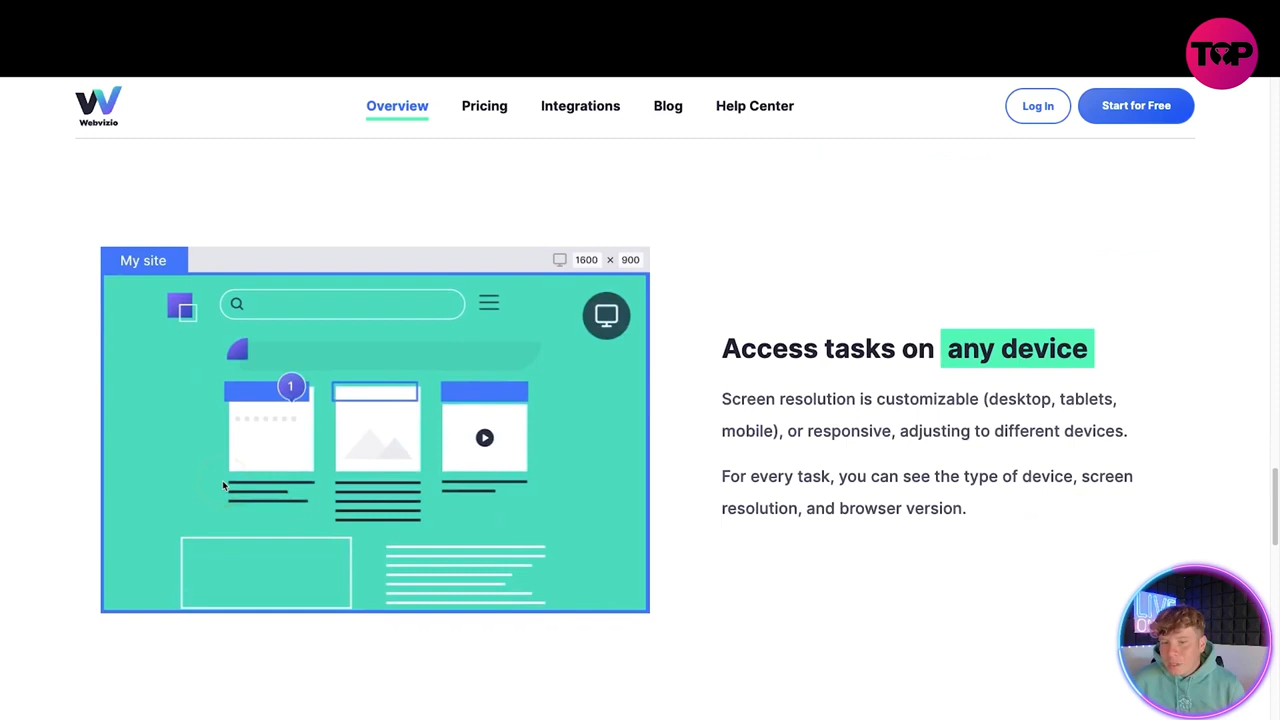 TOP
Webvizio
Overview
Pricing
Integrations
Blog
Help Center
Log In
Start for Free
My site
1600 × 900
1
Access tasks on any device
Screen resolution is customizable (desktop, tablets,
mobile), or responsive, adjusting to different devices.
For every task, you can see the type of device, screen
resolution, and browser version.
LIVE